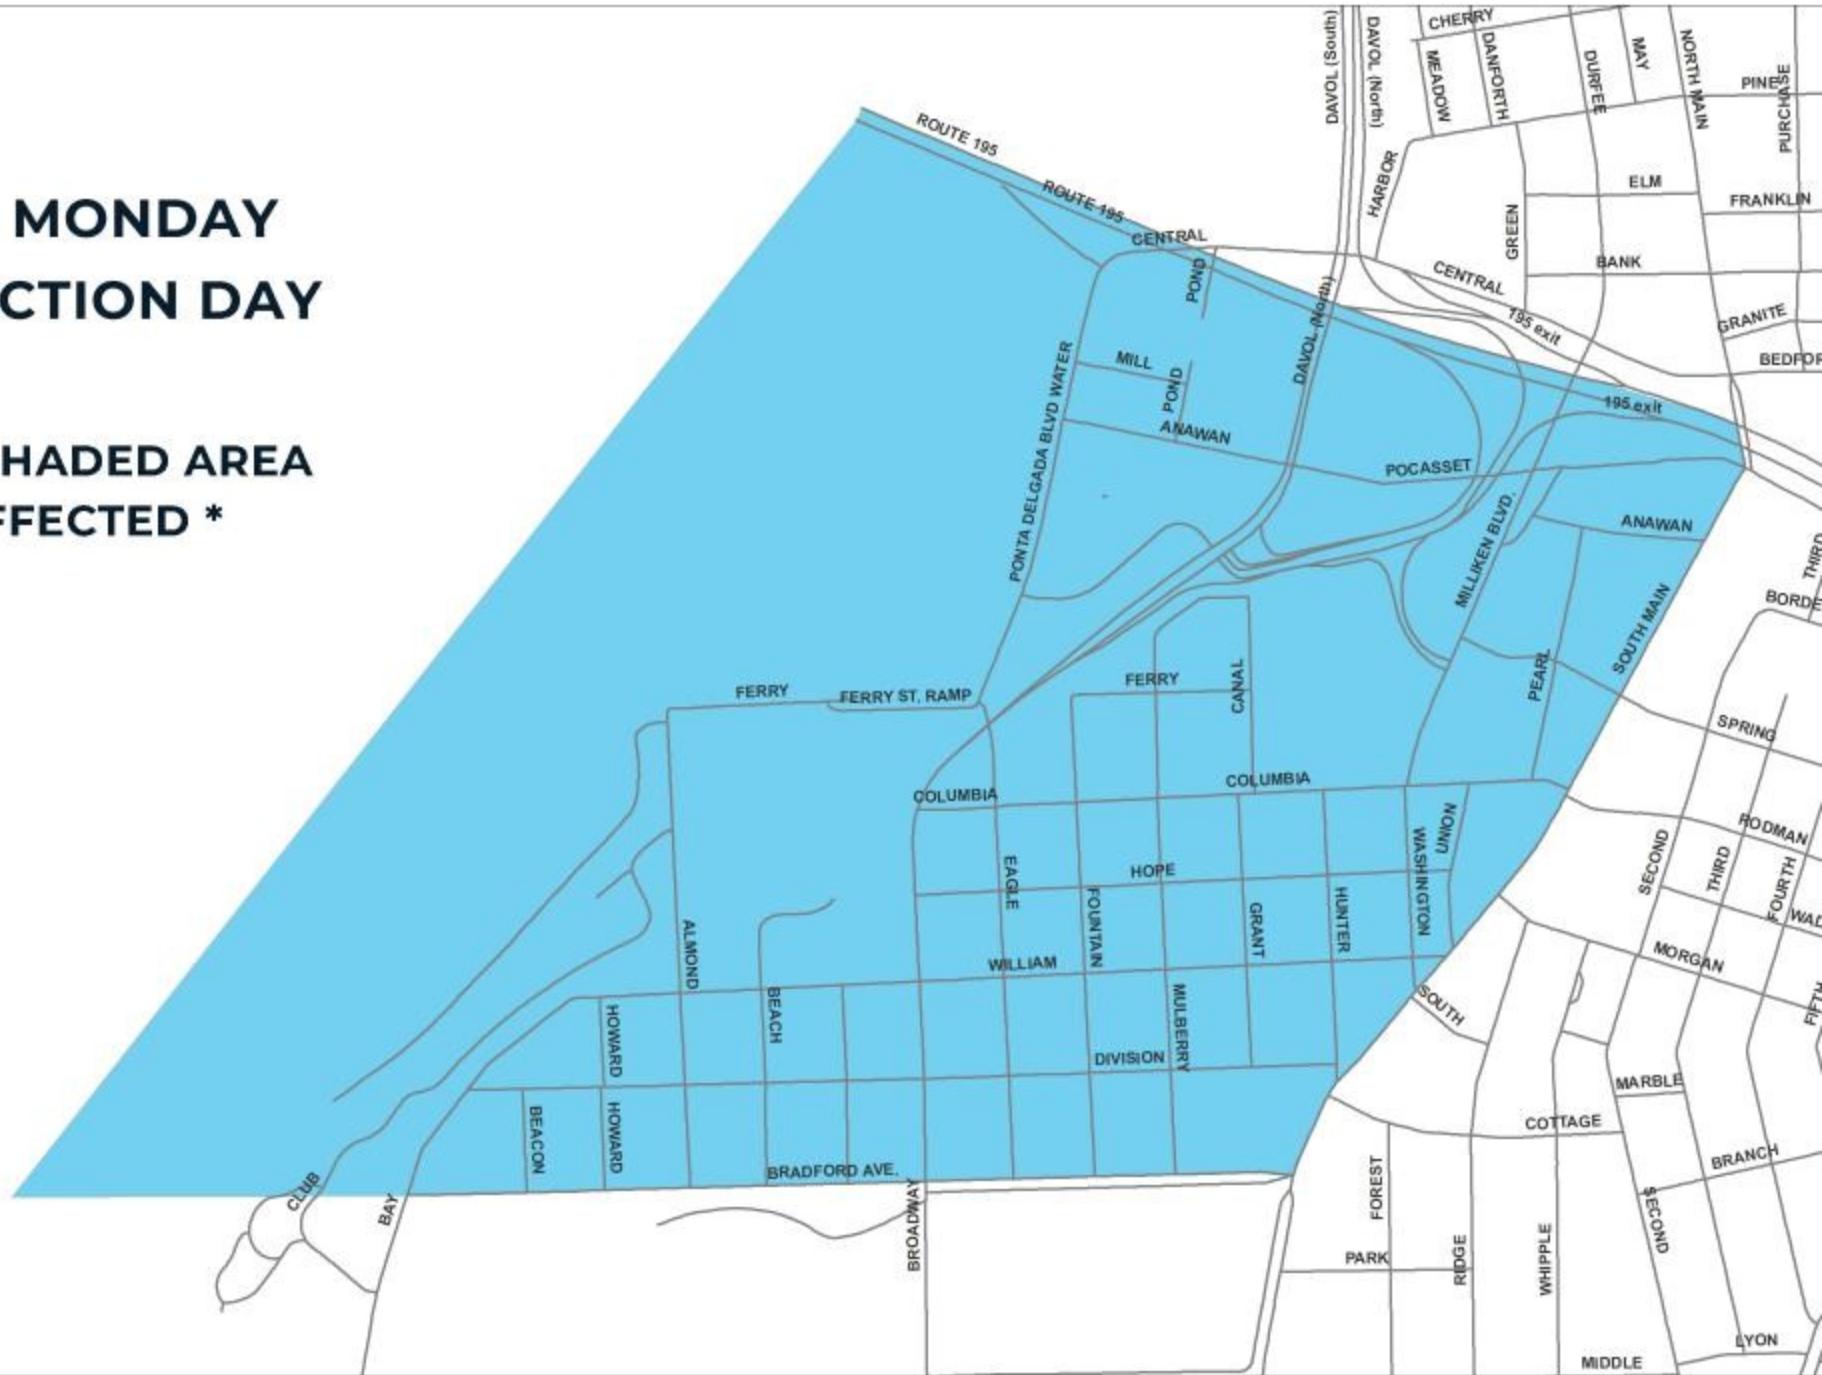 MONDAY
CTION DAY
HADED AREA
FFECTED *
DAVOL (South)
DAVOL (North)
CHERRY
MEADOW
DANFORTH
DURFEE
MAY
NORTH MAIN
PINE
PURCHASE
HARBOR
ELM
FRANKLIN
GREEN
BANK
CENTRAL
195 exit
GRANITE
BEDFOR
ROUTE 195
ROUTE 195
CENTRAL
POND
DAVOL (North)
MILL
POND
ANAWAN
PONTA DELGADA BLVD WATER
195 exit
POCASSET
MILLIKEN BLVD.
ANAWAN
THIRD
BORDE
SOUTH MAIN
PEARL
FERRY
FERRY ST, RAMP
FERRY
CANAL
SPRING
COLUMBIA
COLUMBIA
UNION
WASHINGTON
RODMAN
SECOND
THIRD
FOURTH
WAL
EAGLE
HOPE
FOUNTAIN
GRANT
HUNTER
ALMOND
WILLIAM
MORGAN
BEACH
MULBERRY
SOUTH
FIFTH
HOWARD
DIVISION
MARBLE
BEACON
HOWARD
COTTAGE
BRADFORD AVE.
BRANCH
CLUB
BAY
BROADWAY
FOREST
SECOND
PARK
RIDGE
WHIPPLE
LYON
MIDDLE